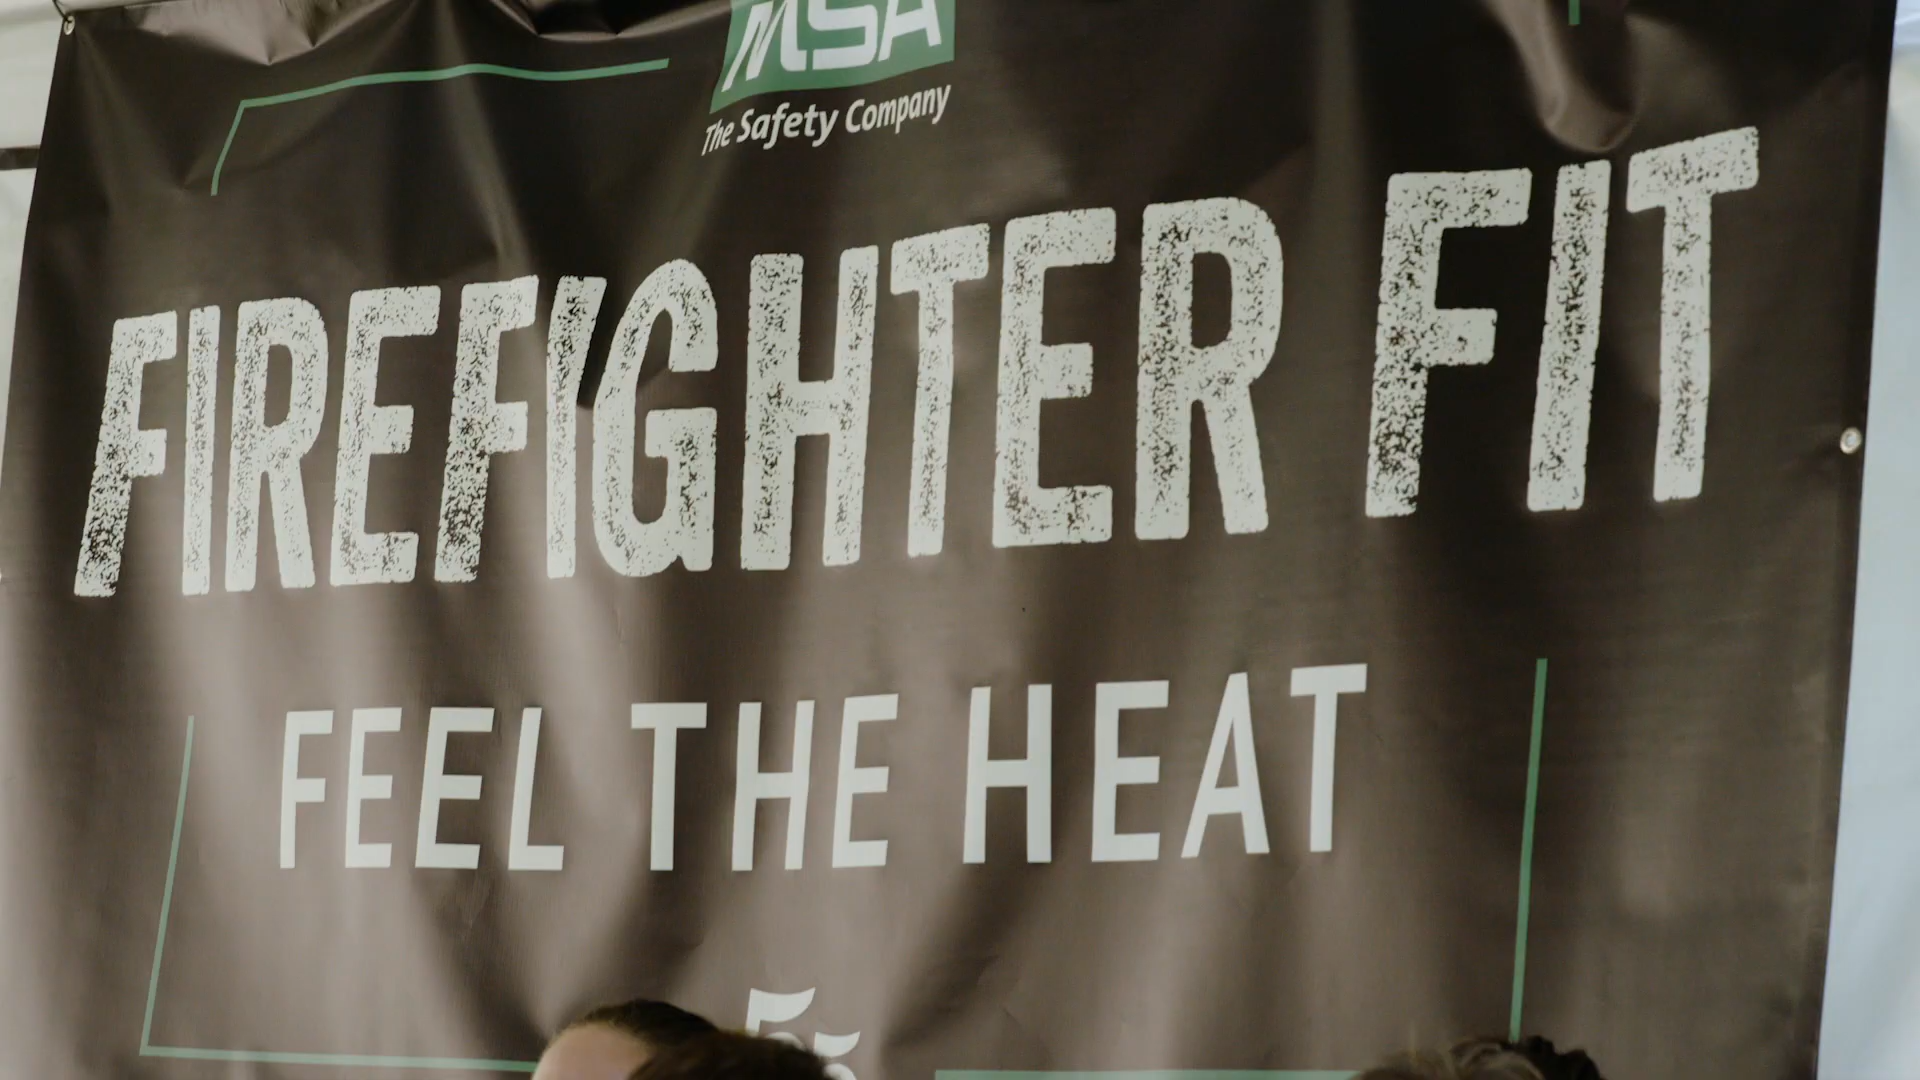 MSA
The Safety Company
FIREFIGHTER FIT
FEEL THE HEAT